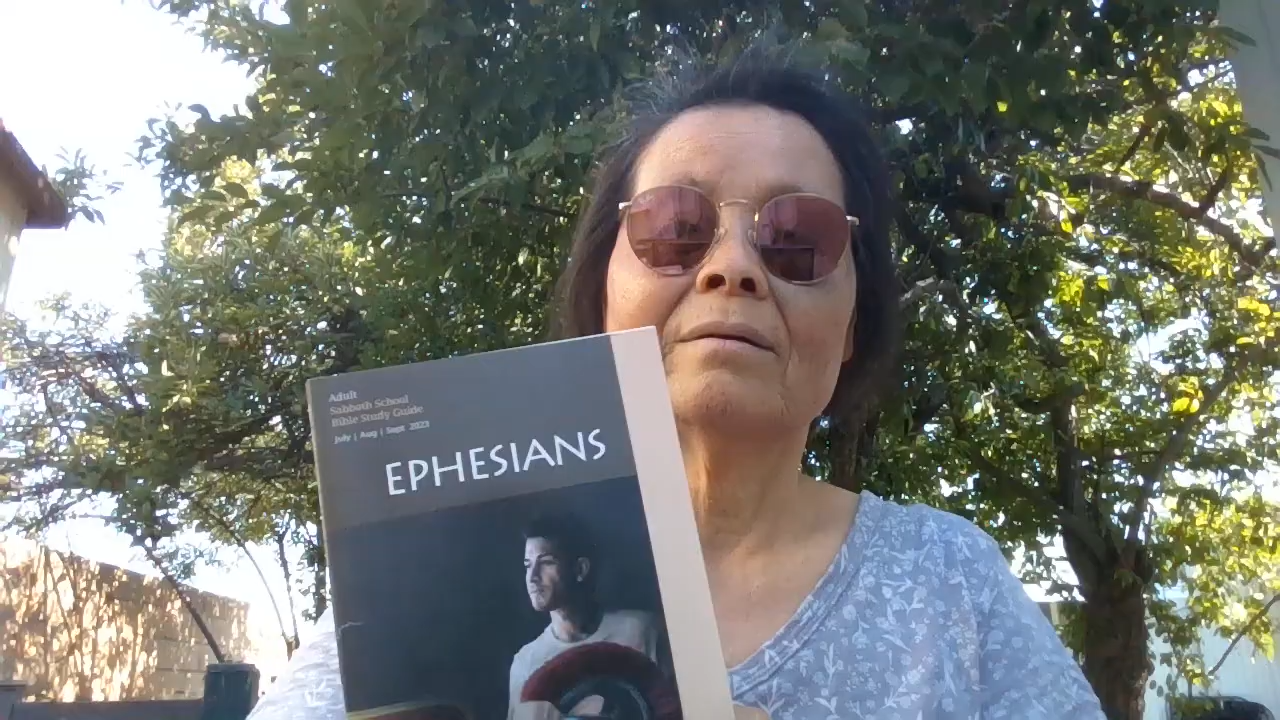 Adult
Sabbath School
Bible Study Guide
July | Aug | Sept 2023
EPHESIANS